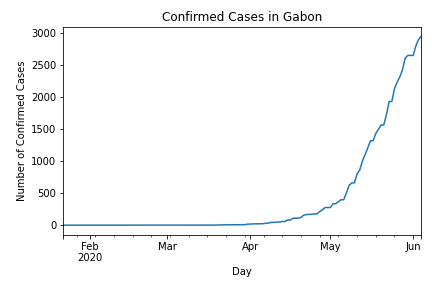 Confirmed Cases in Gabon
Number of Confirmed Cases
3000
2500
2000
1500
1000
500
0
Feb Mar Apr May Jun
2020
Day